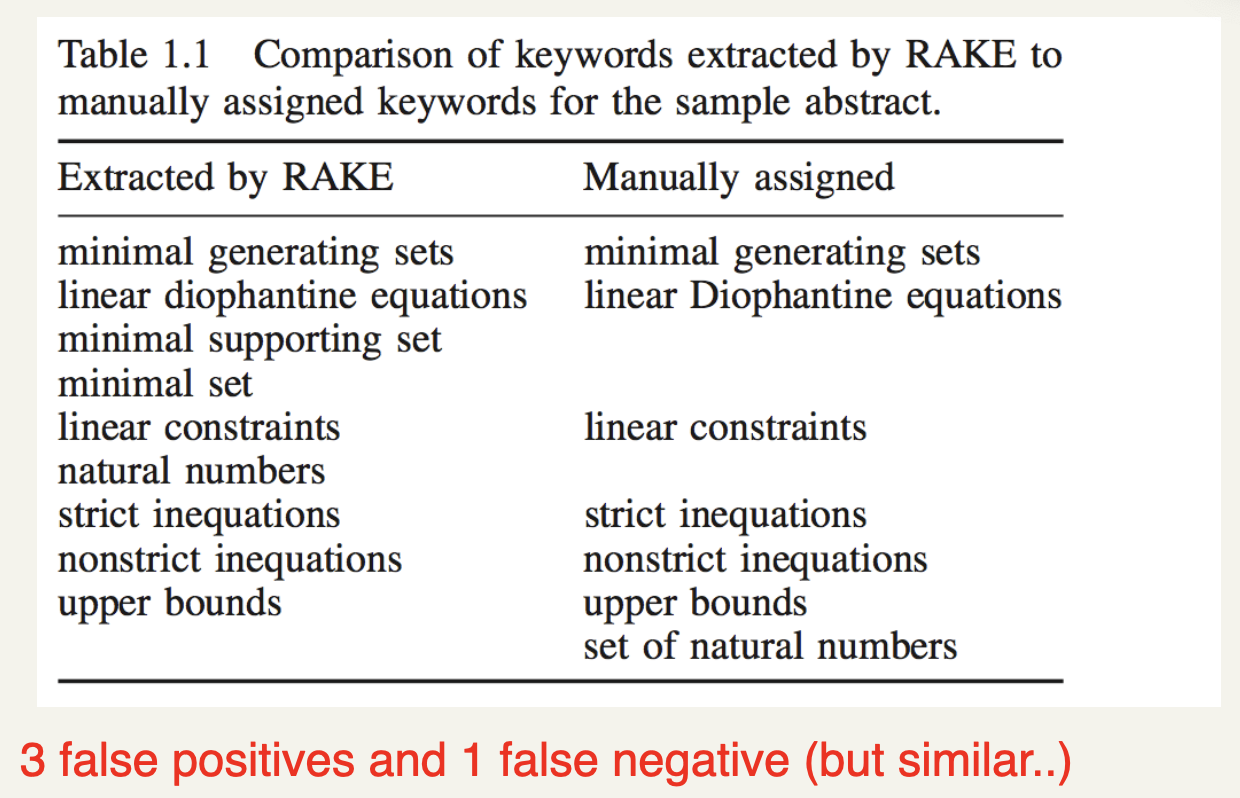 Table 1.1 Comparison of keywords extracted by RAKE to
manually assigned keywords for the sample abstract.
Extracted by RAKE Manually assigned
minimal generating sets minimal generating sets
linear diophantine equations linear Diophantine equations
minimal supporting set
minimal set
linear constraints linear constraints
natural numbers
strict inequations strict inequations
nonstrict inequations nonstrict inequations
upper bounds upper bounds
set of natural numbers
3 false positives and 1 false negative (but similar..)